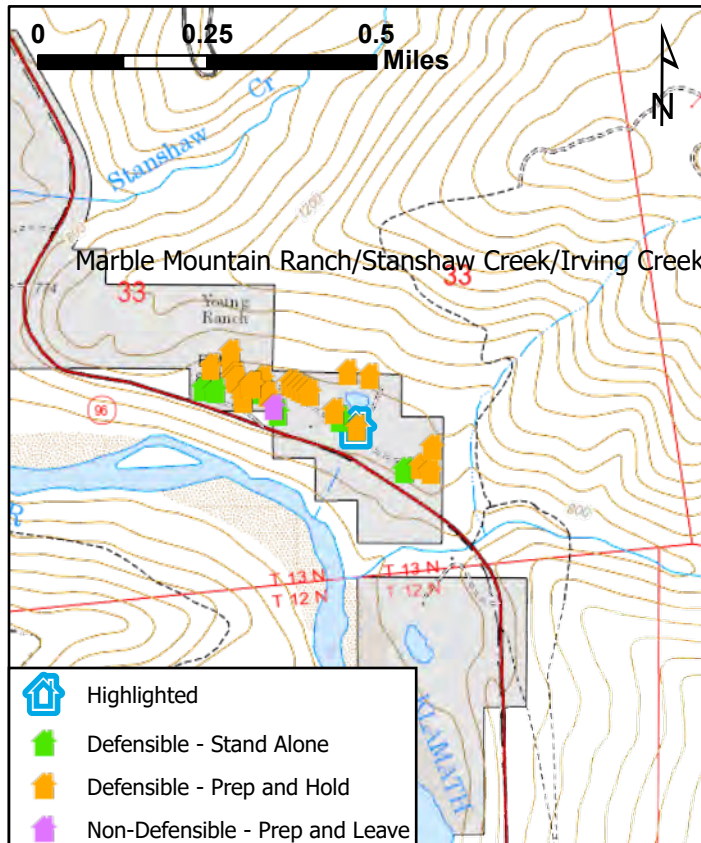 0 0.25 0.5
Miles
N
Stanshaw Cr
1200
800
Marble Mountain Ranch/Stanshaw Creek/Irving Creek
774
33
33
Young
Ranch
96
R
800
T 13 N
T 13 N
T 12 N
T 12 N
KLAMATH
Highlighted
Defensible - Stand Alone
Defensible - Prep and Hold
Non-Defensible - Prep and Leave